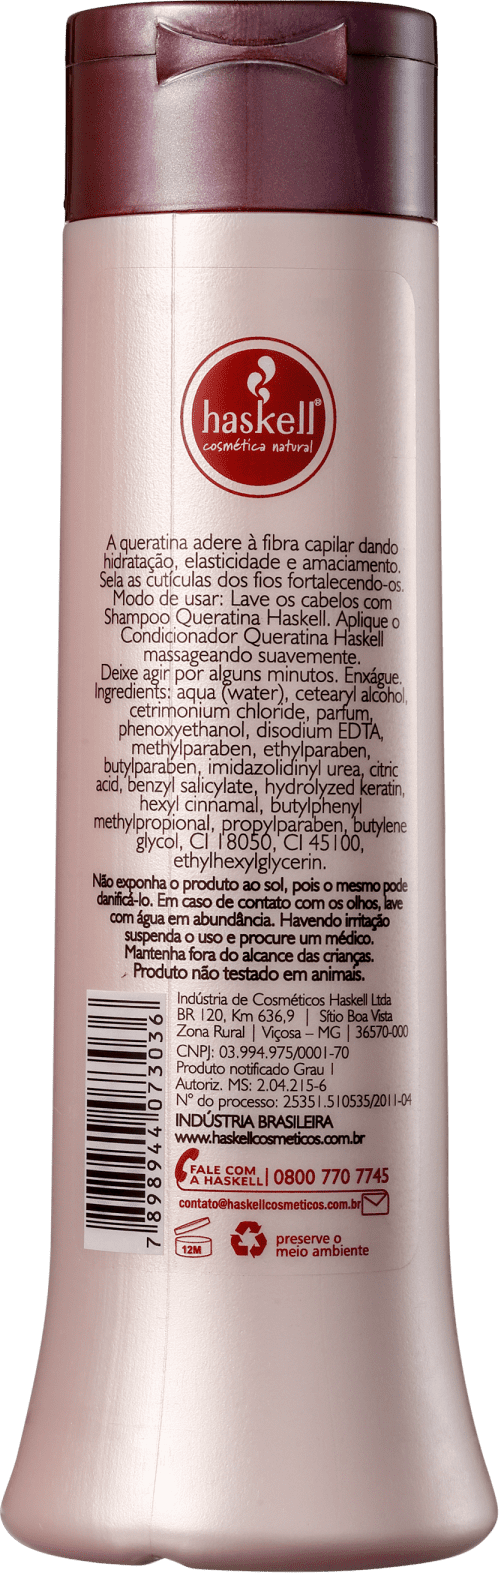 haskell®
cosmética natural
A queratina adere à fibra capilar dando
hidratação, elasticidade e amaciamento.
Sela as cutículas dos fios fortalecendo-os.
Modo de usar: Lave os cabelos com
Shampoo Queratina Haskell. Aplique o
Condicionador Queratina Haskell
massageando suavemente.
Deixe agir por alguns minutos. Enxágue.
Ingredients: aqua (water), cetearyl alcohol,
cetrimonium chloride, parfum,
phenoxyethanol, disodium EDTA,
methylparaben, ethylparaben,
butylparaben, imidazolidinyl urea, citric
acid, benzyl salicylate, hydrolyzed keratin,
hexyl cinnamal, butylphenyl
methylpropional, propylparaben, butylene
glycol, CI 18050, CI 45100,
ethylhexylglycerin.
Não exponha o produto ao sol, pois o mesmo pode
danificá-lo. Em caso de contato com os olhos, lave
com água em abundância. Havendo irritação
suspenda o uso e procure um médico.
Mantenha fora do alcance das crianças.
Produto não testado em animais.
Indústria de Cosméticos Haskell Ltda
BR 120, Km 636,9 | Sítio Boa Vista
Zona Rural | Viçosa – MG | 36570-000
CNPJ: 03.994.975/0001-70
Produto notificado Grau I
Autoriz. MS: 2.04.215-6
N° do processo: 25351.510535/2011-04
INDÚSTRIA BRASILEIRA
www.haskellcosmeticos.com.br
FALE COM
A HASKELL | 0800 770 7745
contato@haskellcosmeticos.com.br
12M
preserve o
meio ambiente
7 898944 073036